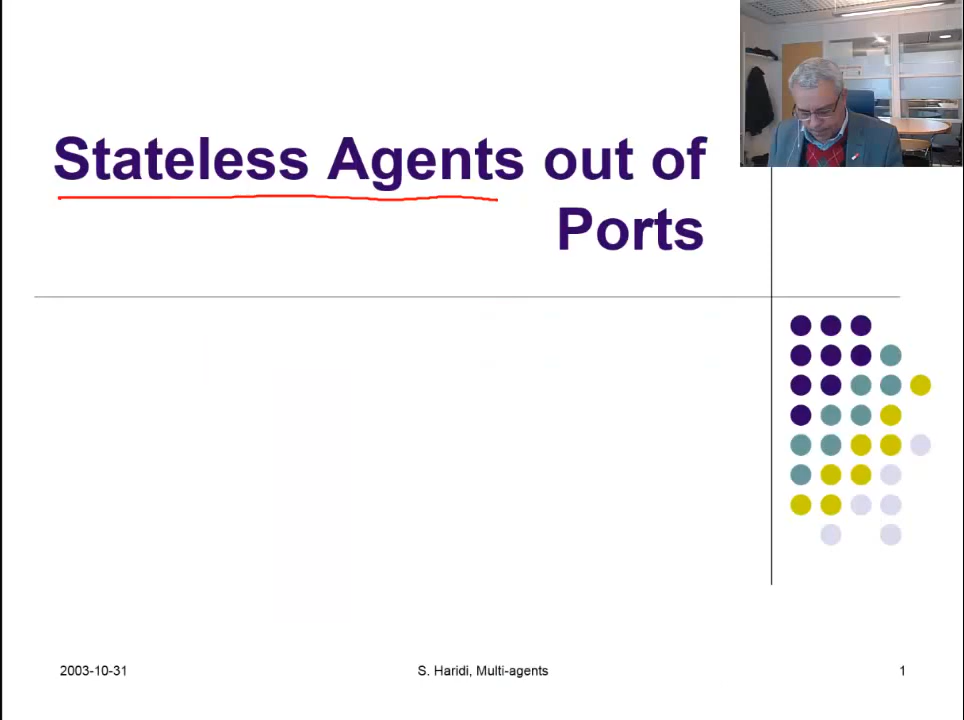 Stateless Agents out of
Ports
2003-10-31
S. Haridi, Multi-agents
1